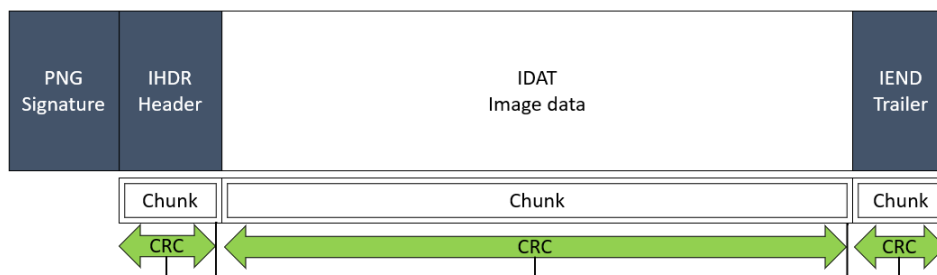 PNG
Signature
IHDR
Header
IDAT
Image data
IEND
Trailer
Chunk
Chunk
Chunk
CRC
CRC
CRC